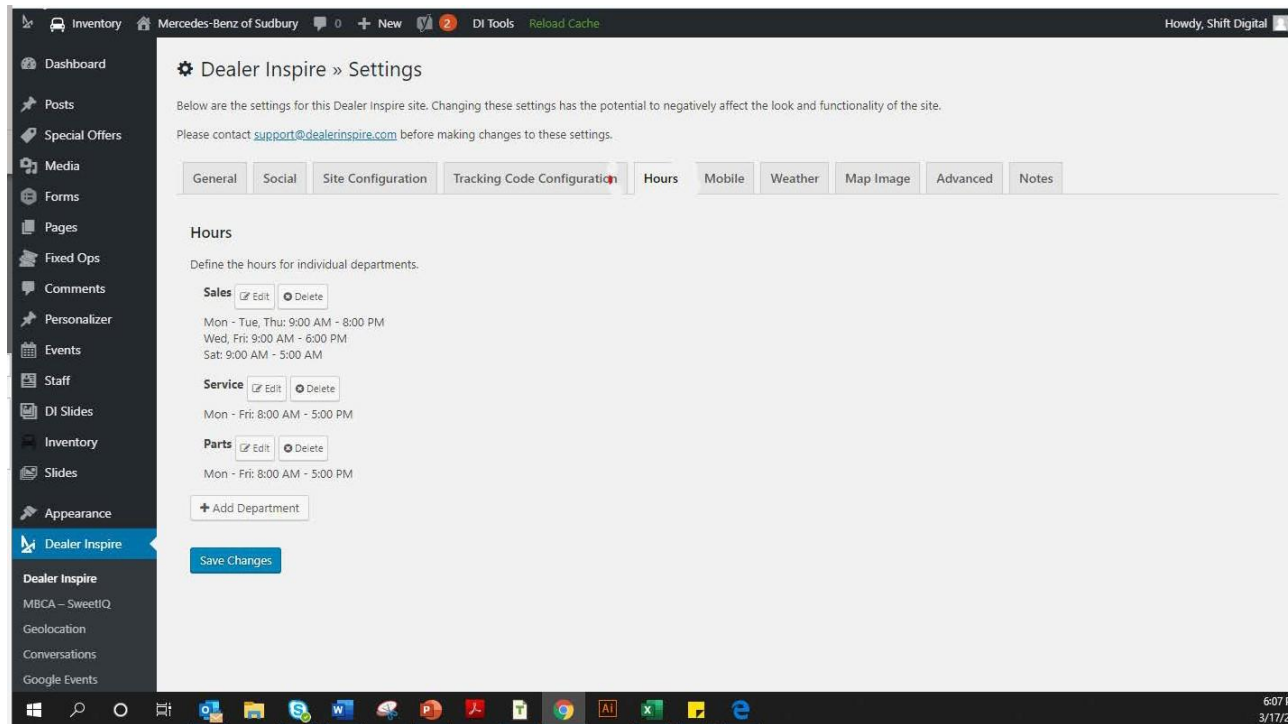 Inventory Mercedes-Benz of Sudbury 0 + New 2 DI Tools Reload Cache Howdy, Shift Digital
Dashboard
Posts
Special Offers
Media
Forms
Pages
Fixed Ops
Comments
Personalizer
Events
Staff
DI Slides
Inventory
Slides
Appearance
Dealer Inspire
Dealer Inspire
MBCA – SweetIQ
Geolocation
Conversations
Google Events
Dealer Inspire » Settings
Below are the settings for this Dealer Inspire site. Changing these settings has the potential to negatively affect the look and functionality of the site.
Please contact support@dealerinspire.com before making changes to these settings.
General Social Site Configuration Tracking Code Configuration Hours Mobile Weather Map Image Advanced Notes
Hours
Define the hours for individual departments.
Sales Edit Delete
Mon - Tue, Thu: 9:00 AM - 8:00 PM
Wed, Fri: 9:00 AM - 6:00 PM
Sat: 9:00 AM - 5:00 AM
Service Edit Delete
Mon - Fri: 8:00 AM - 5:00 PM
Parts Edit Delete
Mon - Fri: 8:00 AM - 5:00 PM
+ Add Department
Save Changes
6:07
3/17/